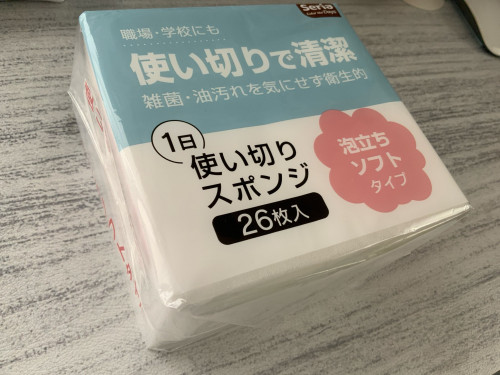 Seria
職場・学校にも
使い切りで清潔
雑菌・油汚れを気にせず衛生的
1日
使い切り
スポンジ
26枚入
泡立ち
ソフト
タイプ